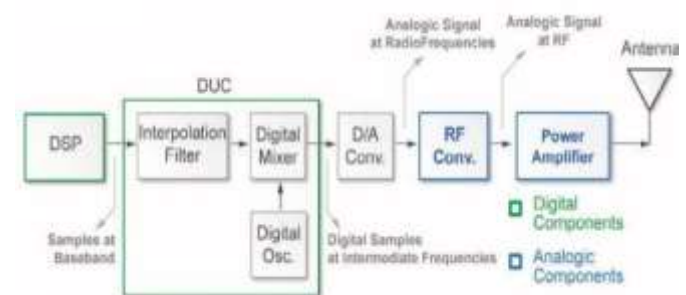 Analogic Signal
at RadioFrequencies
Analogic Signal
at RF
Antenna
DUC
DSP
Interpolation
Filter
Digital
Mixer
D/A
Conv.
RF
Conv.
Power
Amplifier
Samples at
Baseband
Digital
Osc.
Digital Samples
at Intermediate Frequencies
Digital
Components
Analogic
Components